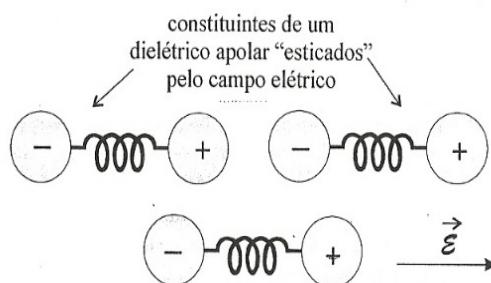 constituintes de um
dielétrico apolar “esticados”
pelo campo elétrico
− + − +
− + ε